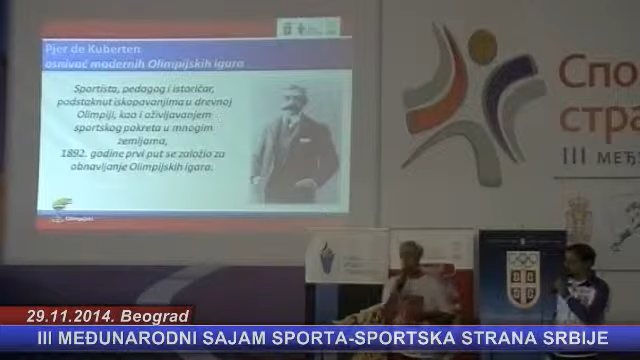 Pjer de Kuberten
osnivač modernih Olimpijskih igara
Sportista, pedagog i istoričar,
podstaknut iskopavanjima u drevnoj
Olimpiji, kao i oživljavanjem
sportskog pokreta u mnogim
zemljama,
1892. godine prvi put se založio za
obnavljanje Olimpijskih igara.
Спо
стра
III МЕЂ
29.11.2014. Beograd
III MEĐUNARODNI SAJAM SPORTA-SPORTSKA STRANA SRBIJE